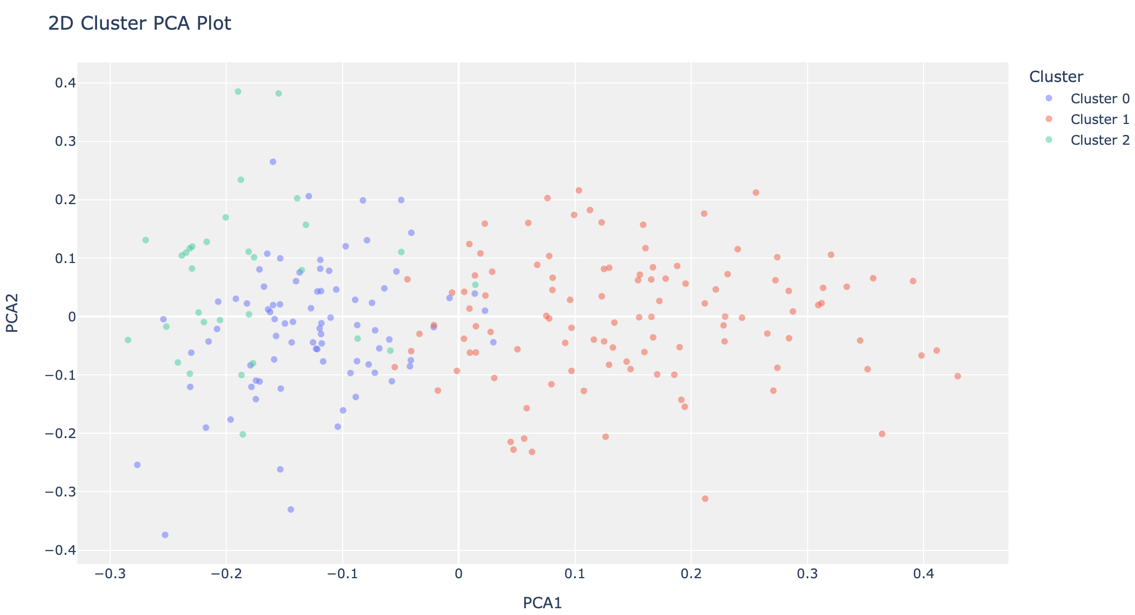 2D Cluster PCA Plot
Cluster
Cluster 0
Cluster 1
Cluster 2
0.4
0.3
0.2
0.1
0
−0.1
−0.2
−0.3
−0.4
PCA2
−0.3 −0.2 −0.1 0 0.1 0.2 0.3 0.4
PCA1